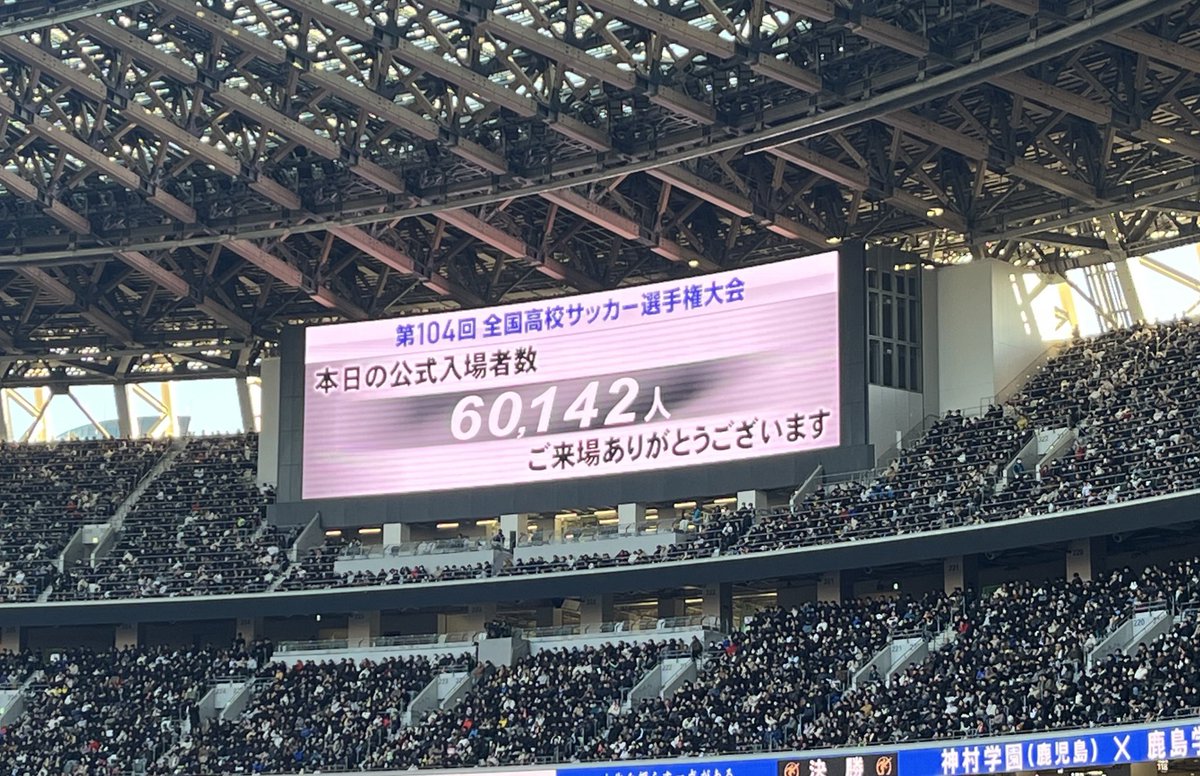 第104回 全国高校サッカー選手権大会
本日の公式入場者数
60,142人
ご来場ありがとうございます
決勝
神村学園(鹿児島) × 鹿島学